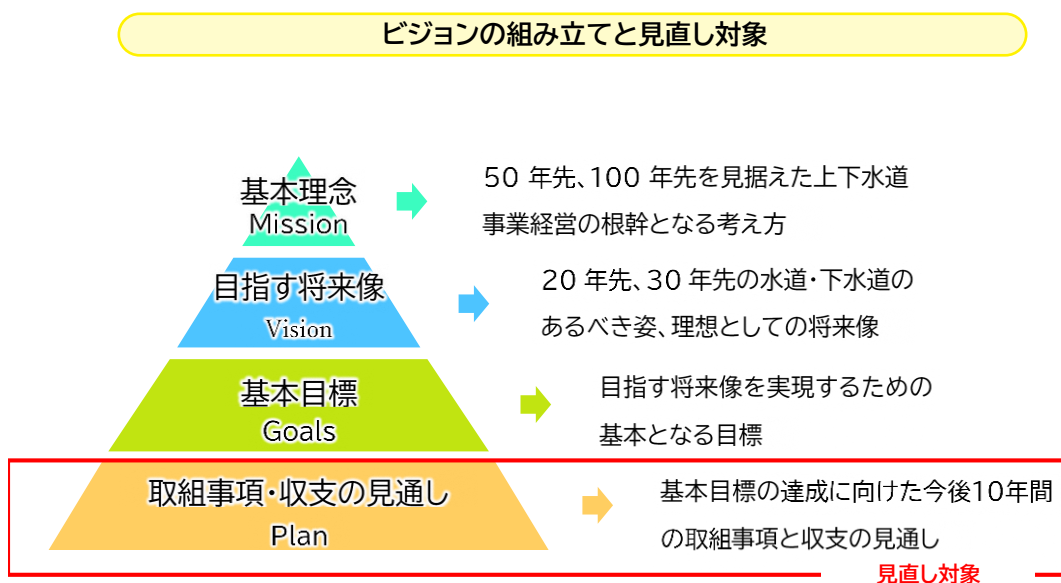 ビジョンの組み立てと見直し対象
基本理念
Mission
50 年先、100 年先を見据えた上下水道
事業経営の根幹となる考え方
目指す将来像
Vision
20 年先、30 年先の水道・下水道の
あるべき姿、理想としての将来像
基本目標
Goals
目指す将来像を実現するための
基本となる目標
取組事項・収支の見通し
Plan
基本目標の達成に向けた今後10年間
の取組事項と収支の見通し
見直し対象